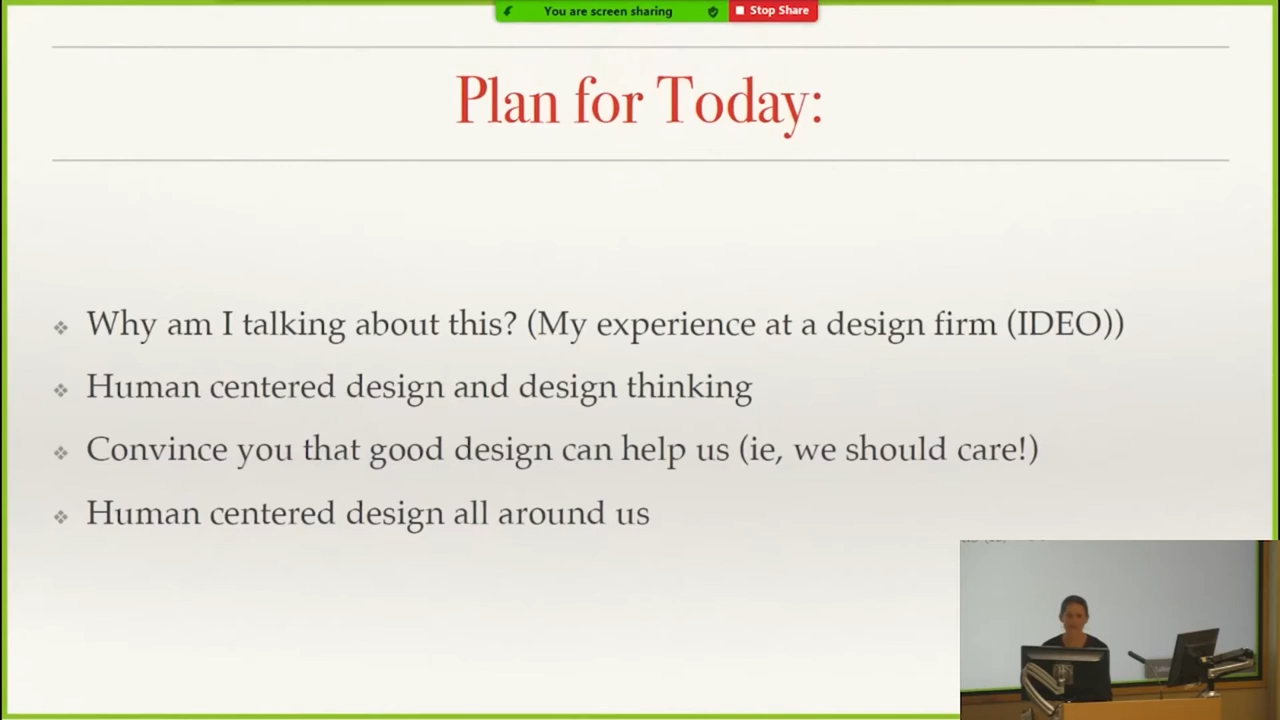 You are screen sharing
Stop Share
Plan for Today:
Why am I talking about this? (My experience at a design firm (IDEO))
Human centered design and design thinking
Convince you that good design can help us (ie, we should care!)
Human centered design all around us